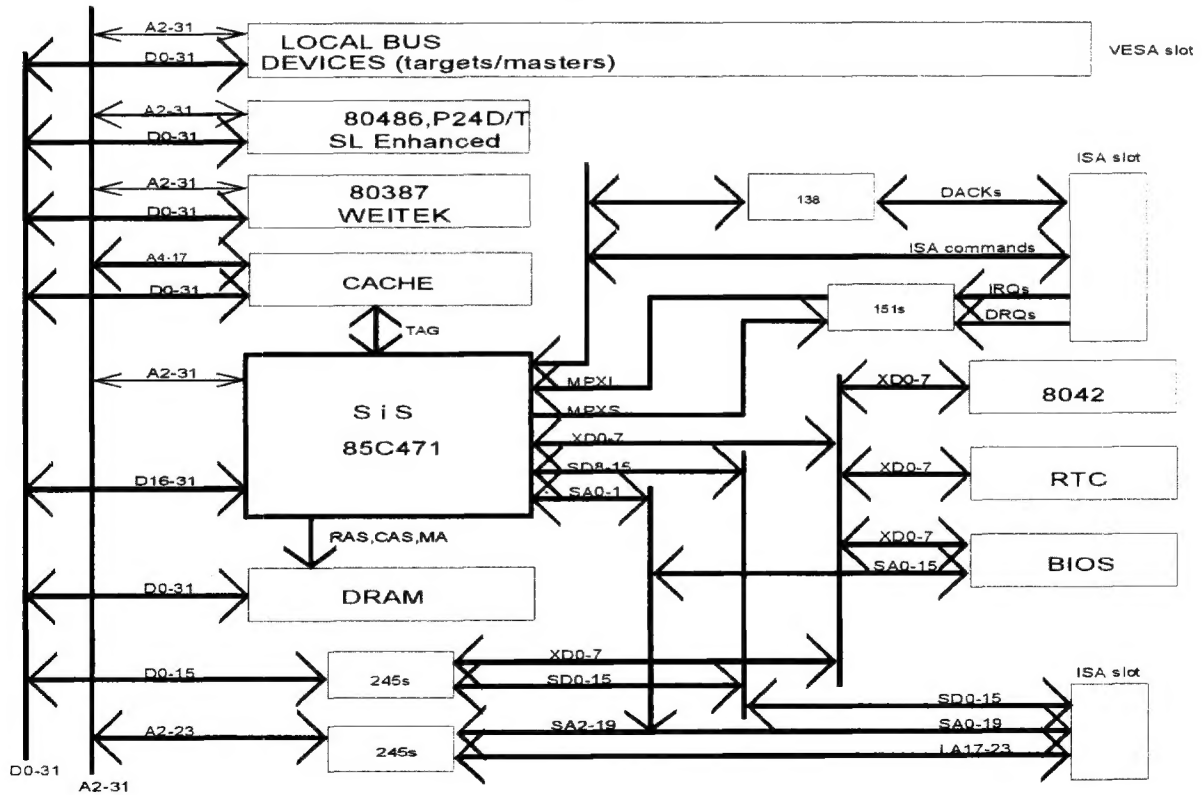 A2-31
LOCAL BUS
VESA slot
D0-31
DEVICES (targets/masters)
A2-31
80486,P24D/T
D0-31
SL Enhanced
ISA slot
A2-31
80387
138
DACKs
D0-31
WEITEK
A4-17
ISA commands
D0-31
CACHE
IRQs
151s
TAG
DRQs
A2-31
MPXI
XD0-7
8042
SiS
MPXS
85C471
XD0-7
SD8-15
XD0-7
RTC
D16-31
SA0-1
RAS,CAS,MA
XD0-7
SA0-15
BIOS
D0-31
DRAM
XD0-7
ISA slot
D0-15
245s
SD0-15
SD0-15
A2-23
SA2-19
SA0-19
245s
LA17-23
D0-31
A2-31